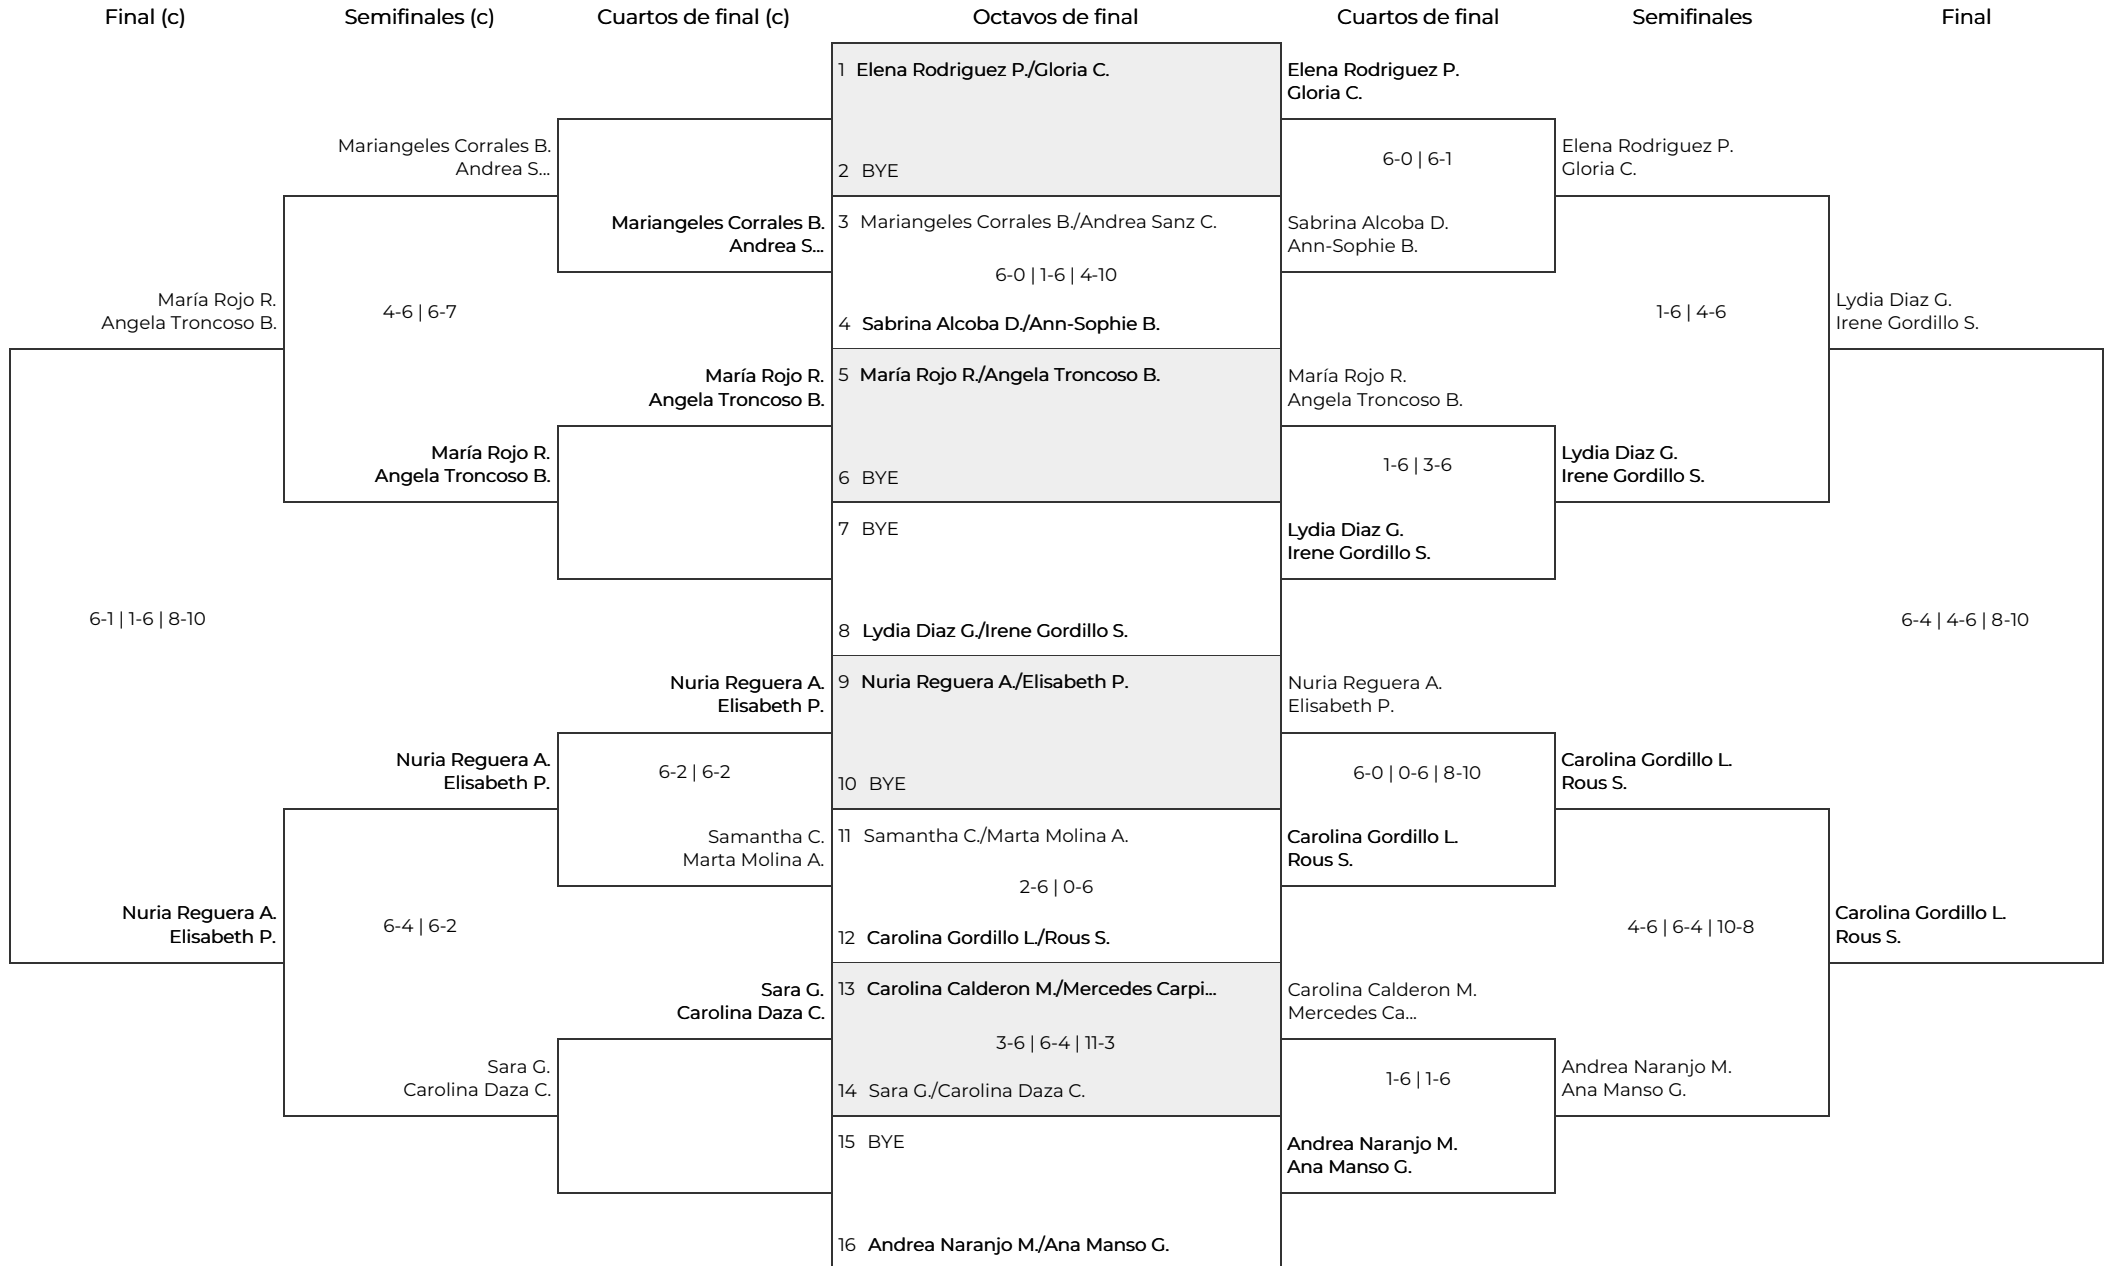 Final (c)
Semifinales (c)
Cuartos de final (c)
Octavos de final
Cuartos de final
Semifinales
Final
María Rojo R.
Angela Troncoso B.
6-1 | 1-6 | 8-10
Nuria Reguera A.
Elisabeth P.
Mariangeles Corrales B.
Andrea S...
4-6 | 6-7
María Rojo R.
Angela Troncoso B.
Nuria Reguera A.
Elisabeth P.
6-4 | 6-2
Sara G.
Carolina Daza C.
Mariangeles Corrales B.
Andrea S...
María Rojo R.
Angela Troncoso B.
Nuria Reguera A.
Elisabeth P.
6-2 | 6-2
Samantha C.
Marta Molina A.
Sara G.
Carolina Daza C.
1 Elena Rodriguez P./Gloria C.
2 BYE
3 Mariangeles Corrales B./Andrea Sanz C.
6-0 | 1-6 | 4-10
4 Sabrina Alcoba D./Ann-Sophie B.
5 María Rojo R./Angela Troncoso B.
6 BYE
7 BYE
8 Lydia Diaz G./Irene Gordillo S.
9 Nuria Reguera A./Elisabeth P.
10 BYE
11 Samantha C./Marta Molina A.
2-6 | 0-6
12 Carolina Gordillo L./Rous S.
13 Carolina Calderon M./Mercedes Carpi...
3-6 | 6-4 | 11-3
14 Sara G./Carolina Daza C.
15 BYE
16 Andrea Naranjo M./Ana Manso G.
Elena Rodriguez P.
Gloria C.
6-0 | 6-1
Sabrina Alcoba D.
Ann-Sophie B.
María Rojo R.
Angela Troncoso B.
1-6 | 3-6
Lydia Diaz G.
Irene Gordillo S.
Nuria Reguera A.
Elisabeth P.
6-0 | 0-6 | 8-10
Carolina Gordillo L.
Rous S.
Carolina Calderon M.
Mercedes Ca...
1-6 | 1-6
Andrea Naranjo M.
Ana Manso G.
Elena Rodriguez P.
Gloria C.
1-6 | 4-6
Lydia Diaz G.
Irene Gordillo S.
Carolina Gordillo L.
Rous S.
4-6 | 6-4 | 10-8
Andrea Naranjo M.
Ana Manso G.
Lydia Diaz G.
Irene Gordillo S.
6-4 | 4-6 | 8-10
Carolina Gordillo L.
Rous S.